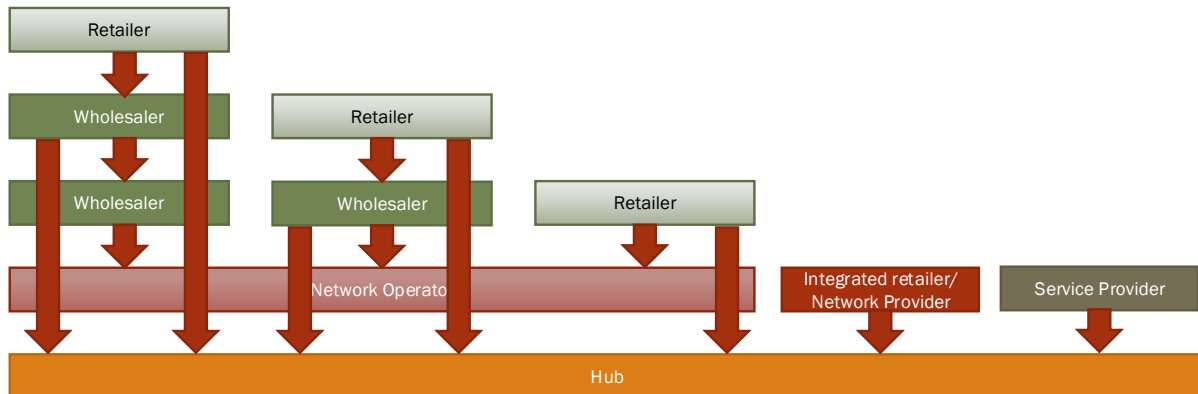 Retailer
Wholesaler
Retailer
Wholesaler
Wholesaler
Retailer
Network Operato
Integrated retailer/
Network Provider
Service Provider
Hub